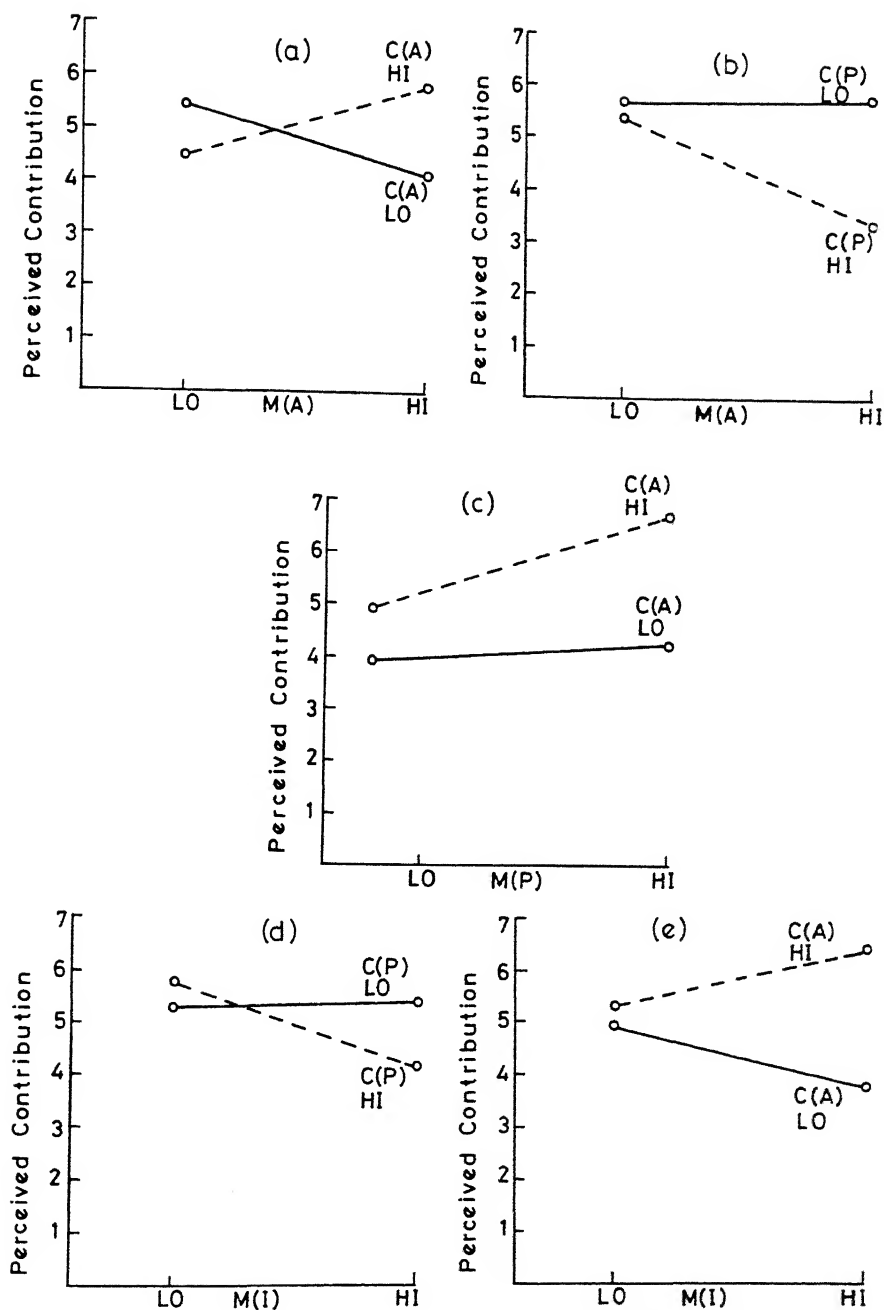 (a)
Perceived Contribution
7
6
5
4
3
2
1
C(A)
HI
C(A)
LO
LO M(A) HI
(b)
Perceived Contribution
7
6
5
4
3
2
1
C(P)
LO
C(P)
HI
LO M(A) HI
(c)
Perceived Contribution
7
6
5
4
3
2
1
C(A)
HI
C(A)
LO
LO M(P) HI
(d)
Perceived Contribution
7
6
5
4
3
2
1
C(P)
LO
C(P)
HI
LO M(I) HI
(e)
Perceived Contribution
7
6
5
4
3
2
1
C(A)
HI
C(A)
LO
LO M(I) HI